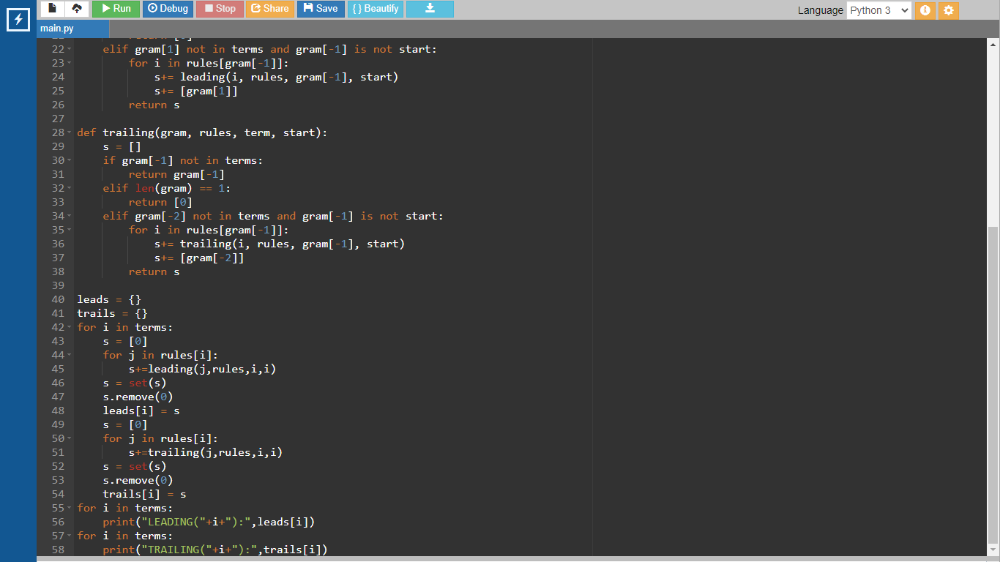 Run Debug Stop Share Save { } Beautify Language Python 3
main.py
22 elif gram[1] not in terms and gram[-1] is not start:
23 for i in rules[gram[-1]]:
24 s+= leading(i, rules, gram[-1], start)
25 s+= [gram[1]]
26 return s
27
28 def trailing(gram, rules, term, start):
29 s = []
30 if gram[-1] not in terms:
31 return gram[-1]
32 elif len(gram) == 1:
33 return [0]
34 elif gram[-2] not in terms and gram[-1] is not start:
35 for i in rules[gram[-1]]:
36 s+= trailing(i, rules, gram[-1], start)
37 s+= [gram[-2]]
38 return s
39
40 leads = {}
41 trails = {}
42 for i in terms:
43 s = [0]
44 for j in rules[i]:
45 s+=leading(j,rules,i,i)
46 s = set(s)
47 s.remove(0)
48 leads[i] = s
49 s = [0]
50 for j in rules[i]:
51 s+=trailing(j,rules,i,i)
52 s = set(s)
53 s.remove(0)
54 trails[i] = s
55 for i in terms:
56 print("LEADING("+i+"):",leads[i])
57 for i in terms:
58 print("TRAILING("+i+"):",trails[i])